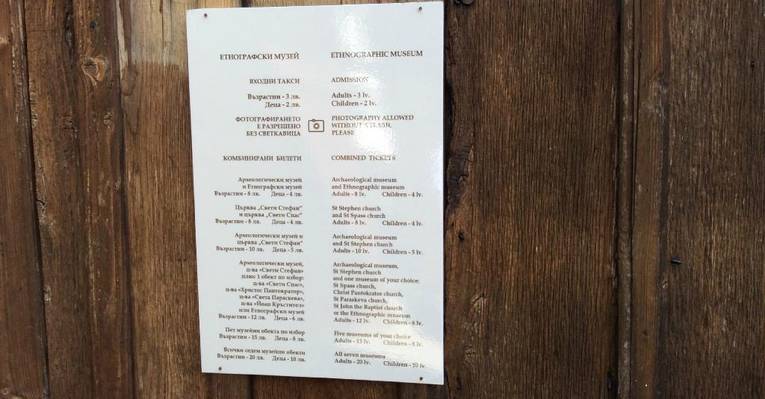 ЕТНОГРАФСКИ МУЗЕЙ
ВХОДНИ ТАКСИ
Възрастни - 3 лв.
Деца - 2 лв.
ФОТОГРАФИРАНЕТО
Е РАЗРЕШЕНО
БЕЗ СВЕТКАВИЦА
КОМБИНИРАНИ БИЛЕТИ
Археологически музей
и Етнографски музей
Възрастни - 8 лв. Деца - 4 лв.
Църква „Свети Стефан“
и църква „Свети Спас“
Възрастни - 8 лв. Деца - 4 лв.
Археологически музей и
църква „Свети Стефан“
Възрастни - 10 лв. Деца - 5 лв.
Археологически музей,
ц-ва «Свети Стефан»
плюс 1 обект по избор:
ц-ва «Свети Спас»,
ц-ва «Христос Пантократор»,
ц-ва «Света Параскева»,
ц-ва «Йоан Кръстител»
или Етнографски музей
Възрастни - 12 лв. Деца - 6 лв.
Пет музейни обекта по избор
Възрастни - 15 лв. Деца - 8 лв.
Всички седем музейни обекти
Възрастни - 20 лв. Деца - 10 лв.
ETHNOGRAPHIC MUSEUM
ADMISSION
Adults - 3 lv.
Children - 2 lv.
PHOTOGRAPHY ALLOWED
WITHOUT FLASH,
PLEASE
COMBINED TICKETS
Archaeological museum
and Ethnographic museum
Adults - 8 lv. Children - 4 lv.
St Stephen church
and St Spass church
Adults - 8 lv. Children - 4 lv.
Archaeological museum
and St Stephen church
Adults - 10 lv. Children - 5 lv.
Archaeological museum,
St Stephen church
and one museum of your choice:
St Spass church,
Christ Pantokrator church,
St Paraskeva church,
St John the Baptist church
or the Ethnographic museum
Adults - 12 lv. Children - 6 lv.
Five museums of your choice
Adults - 15 lv. Children - 8 lv.
All seven museums
Adults - 20 lv. Children - 10 lv.